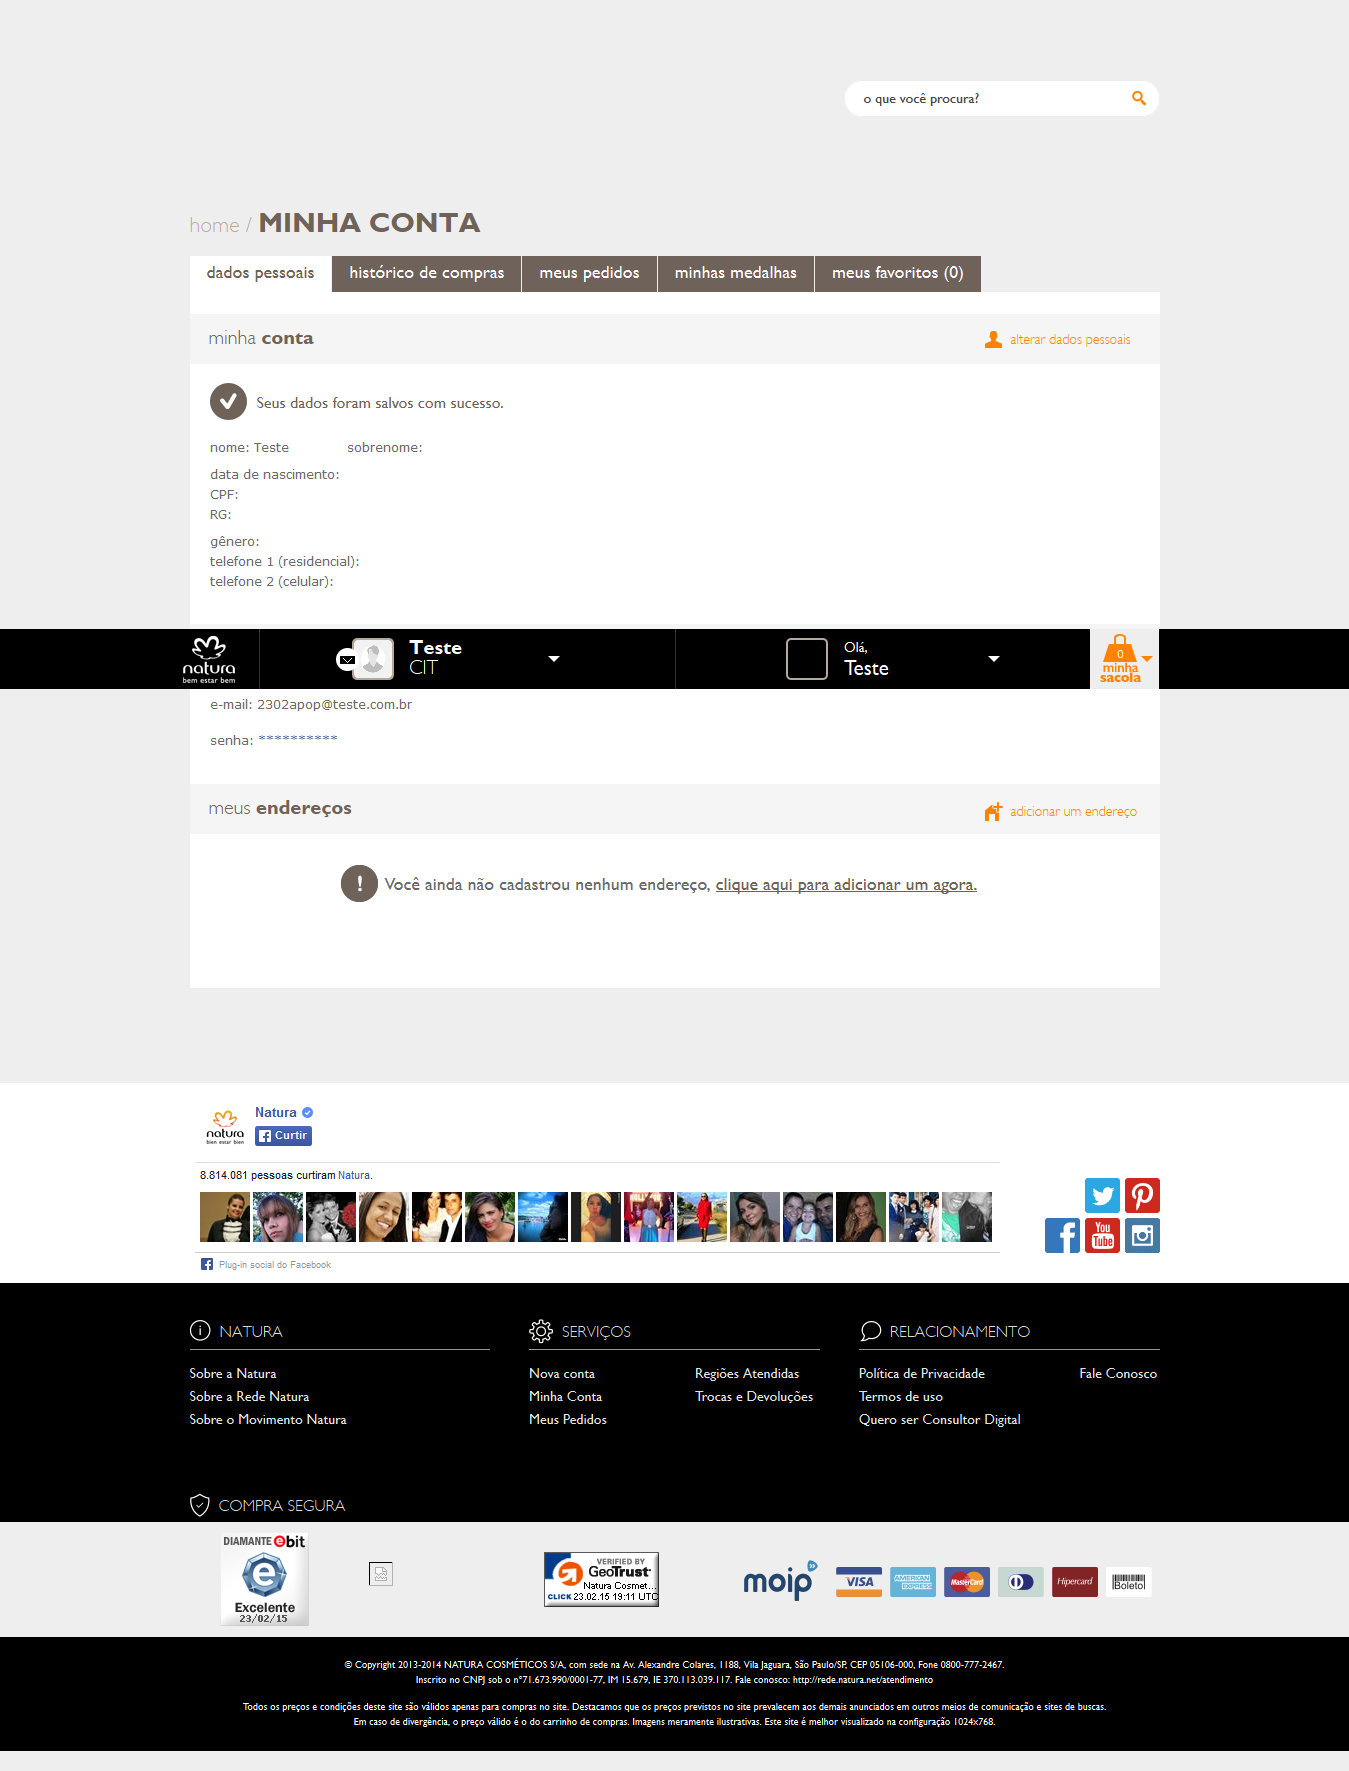 o que você procura?
home / MINHA CONTA
dados pessoais
histórico de compras
meus pedidos
minhas medalhas
meus favoritos (0)
minha conta
alterar dados pessoais
Seus dados foram salvos com sucesso.
nome: Teste sobrenome:
data de nascimento:
CPF:
RG:
gênero:
telefone 1 (residencial):
telefone 2 (celular):
natura
bem estar bem
Teste
CIT
Olá,
Teste
0
minha
sacola
e-mail: 2302apop@teste.com.br
senha: **********
meus endereços
adicionar um endereço
Você ainda não cadastrou nenhum endereço, clique aqui para adicionar um agora.
natura
bien estar bien
Natura
Curtir
8.814.081 pessoas curtiram Natura.
Plug-in social do Facebook
You
Tube
NATURA
Sobre a Natura
Sobre a Rede Natura
Sobre o Movimento Natura
SERVIÇOS
Nova conta
Minha Conta
Meus Pedidos
Regiões Atendidas
Trocas e Devoluções
RELACIONAMENTO
Política de Privacidade
Termos de uso
Quero ser Consultor Digital
Fale Conosco
COMPRA SEGURA
DIAMANTE ebit
e
Excelente
23/02/15
VERIFIED BY
GeoTrust
Natura Cosmet...
CLICK 23.02.15 19:11 UTC
moip
VISA
AMERICAN EXPRESS
MasterCard
Hipercard
Boleto
© Copyright 2013-2014 NATURA COSMÉTICOS S/A, com sede na Av. Alexandre Colares, 1188, Vila Jaguara, São Paulo/SP, CEP 05106-000, Fone 0800-777-2467.
Inscrito no CNPJ sob o n°71.673.990/0001-77, IM 15.679, IE 370.113.039.117. Fale conosco: http://rede.natura.net/atendimento
Todos os preços e condições deste site são válidos apenas para compras no site. Destacamos que os preços previstos no site prevalecem aos demais anunciados em outros meios de comunicação e sites de buscas.
Em caso de divergência, o preço válido é o do carrinho de compras. Imagens meramente ilustrativas. Este site é melhor visualizado na configuração 1024x768.